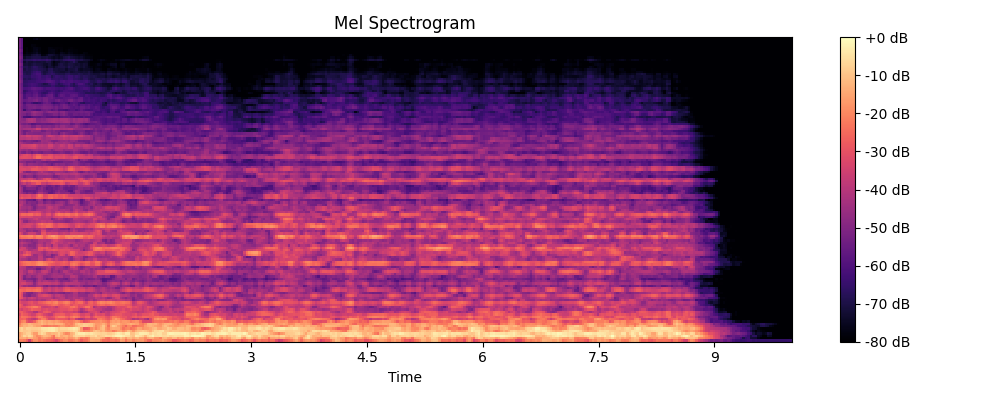 Mel Spectrogram
+0 dB
-10 dB
-20 dB
-30 dB
-40 dB
-50 dB
-60 dB
-70 dB
-80 dB
0 1.5 3 4.5 6 7.5 9
Time